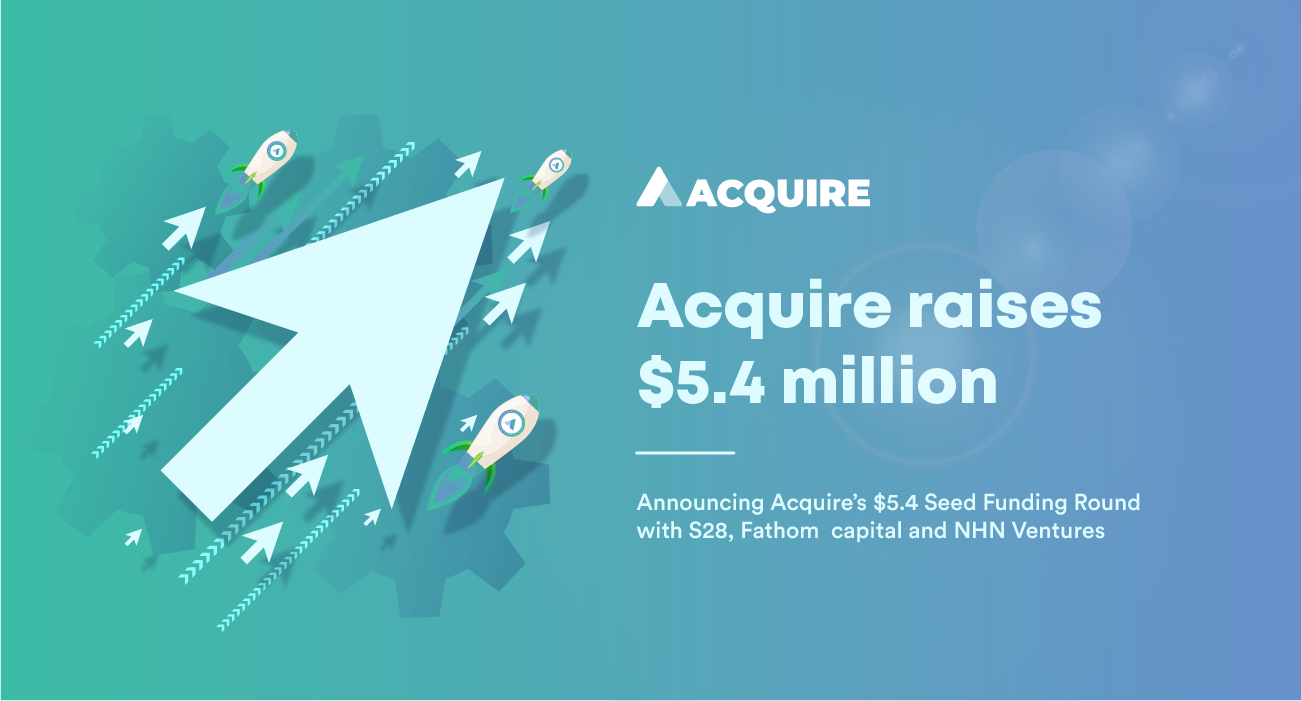 ACQUIRE
Acquire raises
$5.4 million
Announcing Acquire’s $5.4 Seed Funding Round
with S28, Fathom  capital and NHN Ventures